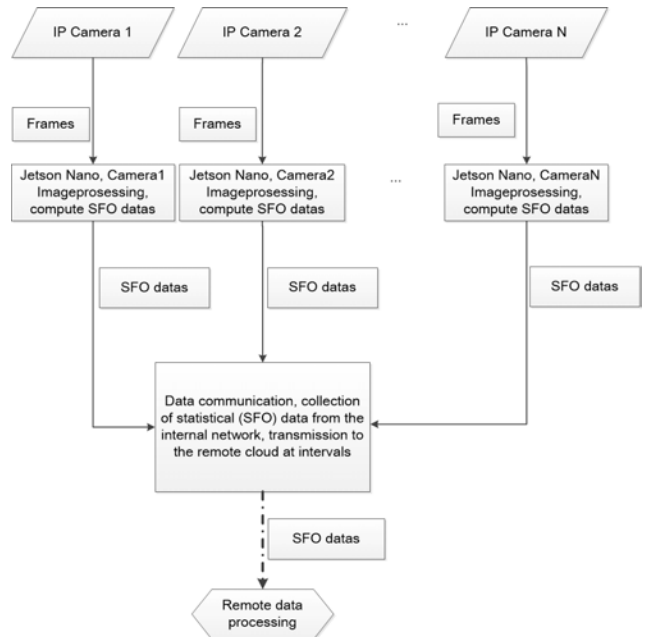 IP Camera 1
IP Camera 2
...
IP Camera N
Frames
Frames
Frames
Jetson Nano, Camera1
Imageprosessing,
compute SFO datas
Jetson Nano, Camera2
Imageprosessing,
compute SFO datas
...
Jetson Nano, CameraN
Imageprosessing,
compute SFO datas
SFO datas
SFO datas
SFO datas
Data communication, collection
of statistical (SFO) data from the
internal network, transmission to
the remote cloud at intervals
SFO datas
Remote data
processing